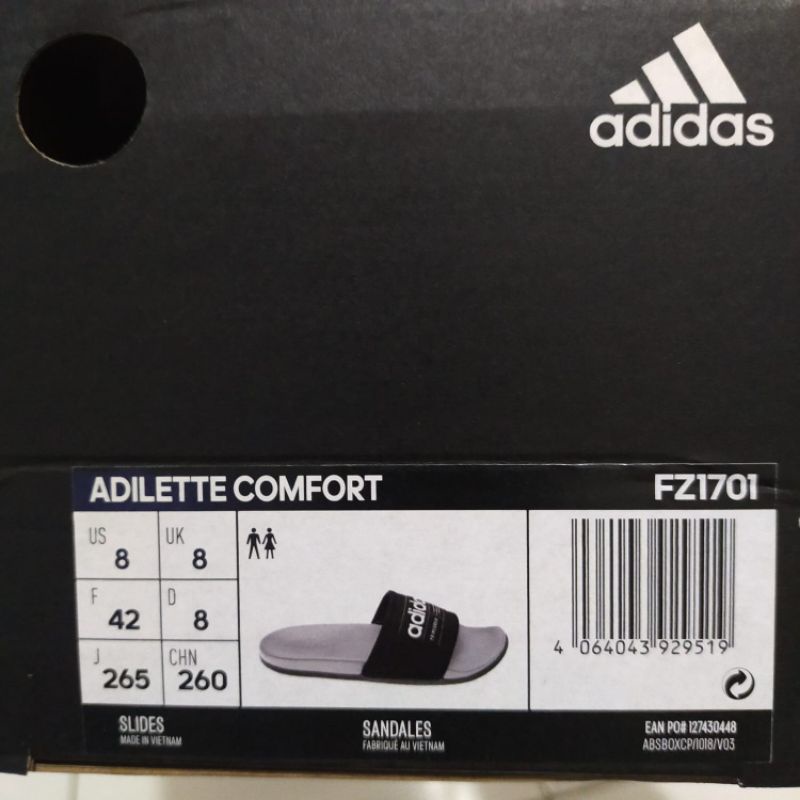 adidas
ADILETTE COMFORT FZ1701
US 8 UK 8
F 42 D 8
J 265 CHN 260
adidas
4 064043 929519
SLIDES
MADE IN VIETNAM
SANDALES
FABRIQUÉ AU VIETNAM
EAN PO# 127430448
ABSBOXCP/1018/V03